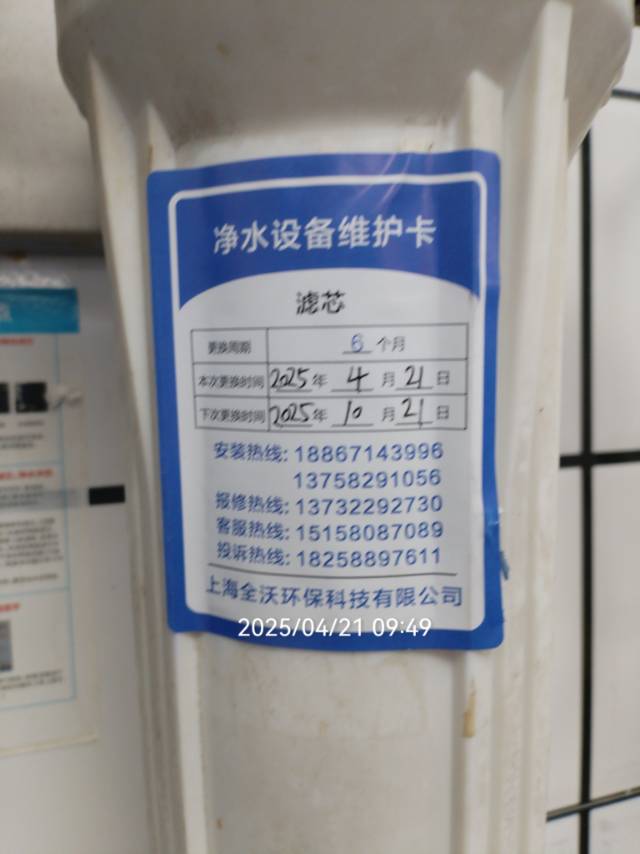 净水设备维护卡
滤芯
更换周期 6 个月
本次更换时间 2025年 4 月 21 日
下次更换时间 2025年 10 月 21 日
安装热线: 18867143996
13758291056
报修热线: 13732292730
客服热线: 15158087089
投诉热线: 18258897611
上海全沃环保科技有限公司
2025/04/21 09:49